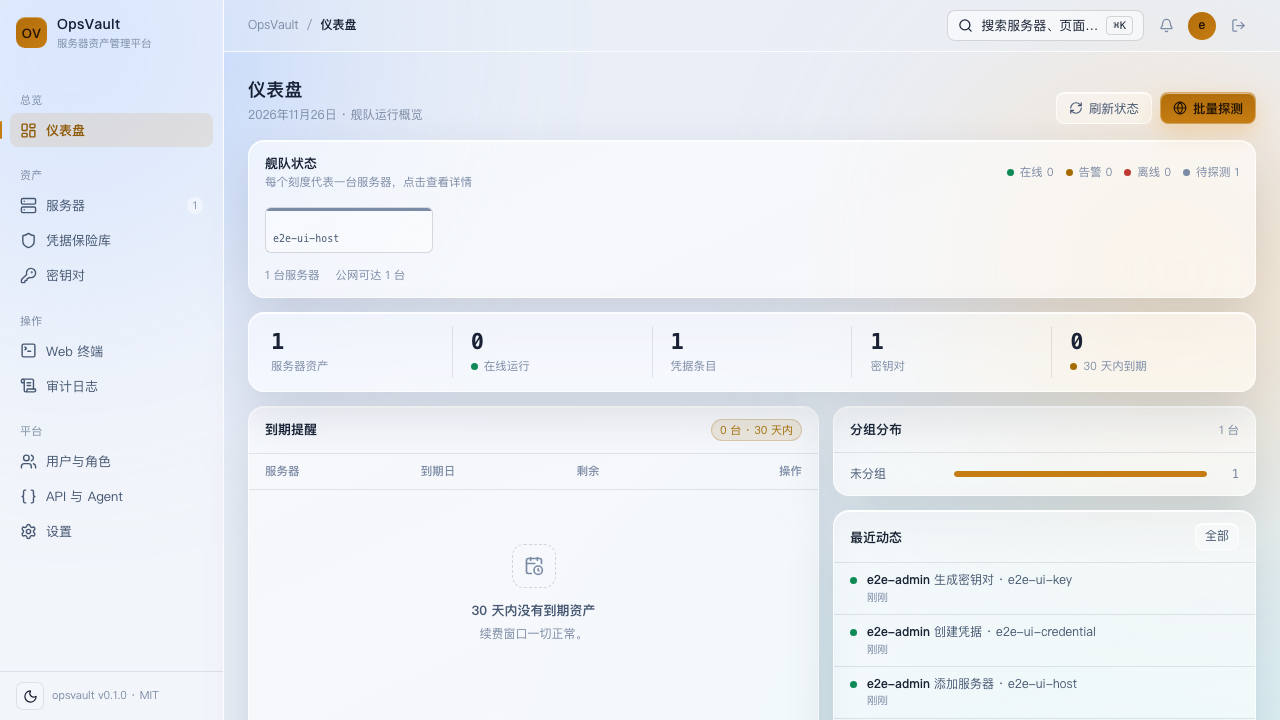 OV
OpsVault
服务器资产管理平台
总览
仪表盘
资产
服务器
1
凭据保险库
密钥对
操作
Web 终端
审计日志
平台
用户与角色
API 与 Agent
设置
opsvault v0.1.0 · MIT
OpsVault / 仪表盘
搜索服务器、页面… ⌘K
e
仪表盘
2026年11月26日 · 舰队运行概览
刷新状态
批量探测
舰队状态
每个刻度代表一台服务器，点击查看详情
在线 0
告警 0
离线 0
待探测 1
e2e-ui-host
1 台服务器 公网可达 1 台
1
服务器资产
0
在线运行
1
凭据条目
1
密钥对
0
30 天内到期
到期提醒
0 台 · 30 天内
服务器 到期日 剩余 操作
30 天内没有到期资产
续费窗口一切正常。
分组分布
1 台
未分组
1
最近动态
全部
e2e-admin 生成密钥对 · e2e-ui-key
刚刚
e2e-admin 创建凭据 · e2e-ui-credential
刚刚
e2e-admin 添加服务器 · e2e-ui-host
刚刚